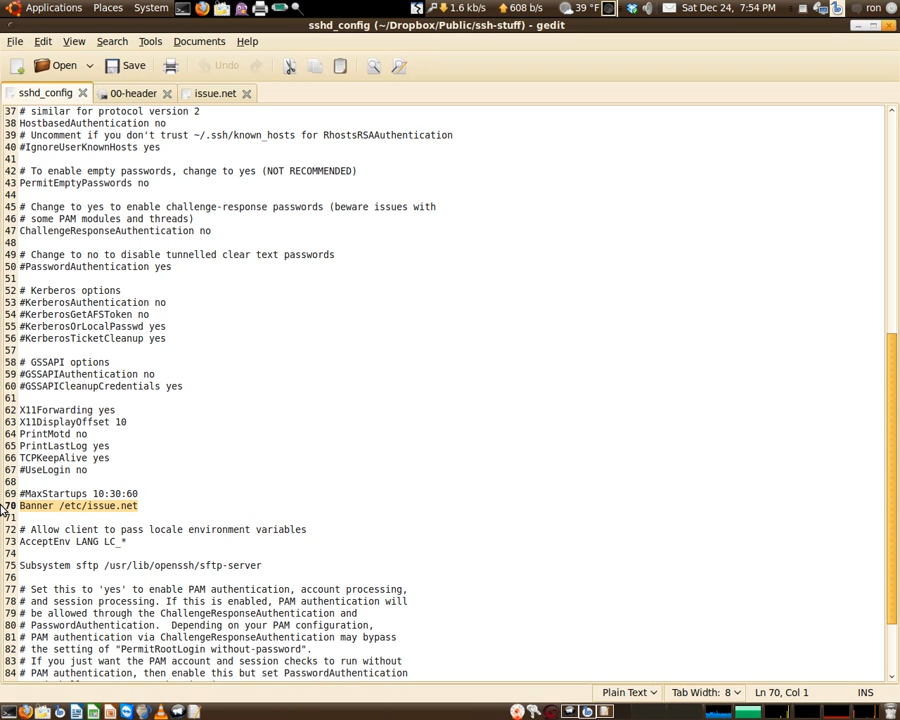 Applications Places System 1.6 kb/s 608 b/s 39 °F Sat Dec 24, 7:54 PM ron
sshd_config (~/Dropbox/Public/ssh-stuff) - gedit
File Edit View Search Tools Documents Help
Open Save Undo
sshd_config 00-header issue.net
37 # similar for protocol version 2
38 HostbasedAuthentication no
39 # Uncomment if you don't trust ~/.ssh/known_hosts for RhostsRSAAuthentication
40 #IgnoreUserKnownHosts yes
41
42 # To enable empty passwords, change to yes (NOT RECOMMENDED)
43 PermitEmptyPasswords no
44
45 # Change to yes to enable challenge-response passwords (beware issues with
46 # some PAM modules and threads)
47 ChallengeResponseAuthentication no
48
49 # Change to no to disable tunnelled clear text passwords
50 #PasswordAuthentication yes
51
52 # Kerberos options
53 #KerberosAuthentication no
54 #KerberosGetAFSToken no
55 #KerberosOrLocalPasswd yes
56 #KerberosTicketCleanup yes
57
58 # GSSAPI options
59 #GSSAPIAuthentication no
60 #GSSAPICleanupCredentials yes
61
62 X11Forwarding yes
63 X11DisplayOffset 10
64 PrintMotd no
65 PrintLastLog yes
66 TCPKeepAlive yes
67 #UseLogin no
68
69 #MaxStartups 10:30:60
70 Banner /etc/issue.net
71
72 # Allow client to pass locale environment variables
73 AcceptEnv LANG LC_*
74
75 Subsystem sftp /usr/lib/openssh/sftp-server
76
77 # Set this to 'yes' to enable PAM authentication, account processing,
78 # and session processing. If this is enabled, PAM authentication will
79 # be allowed through the ChallengeResponseAuthentication and
80 # PasswordAuthentication.  Depending on your PAM configuration,
81 # PAM authentication via ChallengeResponseAuthentication may bypass
82 # the setting of "PermitRootLogin without-password".
83 # If you just want the PAM account and session checks to run without
84 # PAM authentication, then enable this but set PasswordAuthentication
Plain Text Tab Width: 8 Ln 70, Col 1 INS